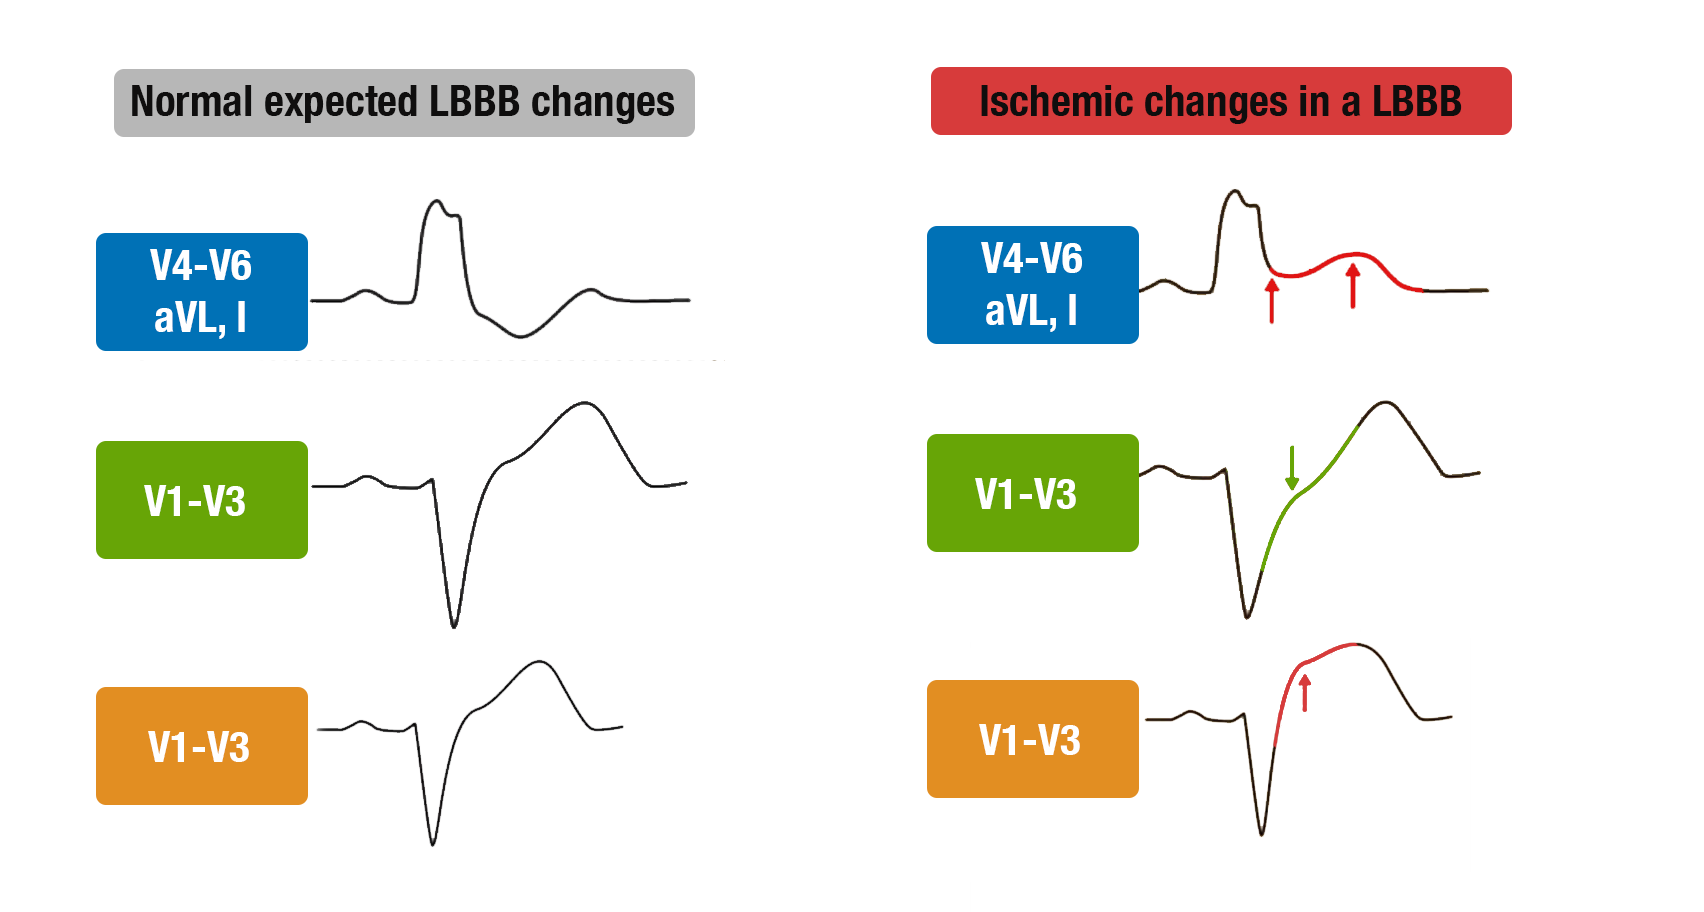 Normal expected LBBB changes
Ischemic changes in a LBBB
V4-V6
aVL, I
V4-V6
aVL, I
V1-V3
V1-V3
V1-V3
V1-V3